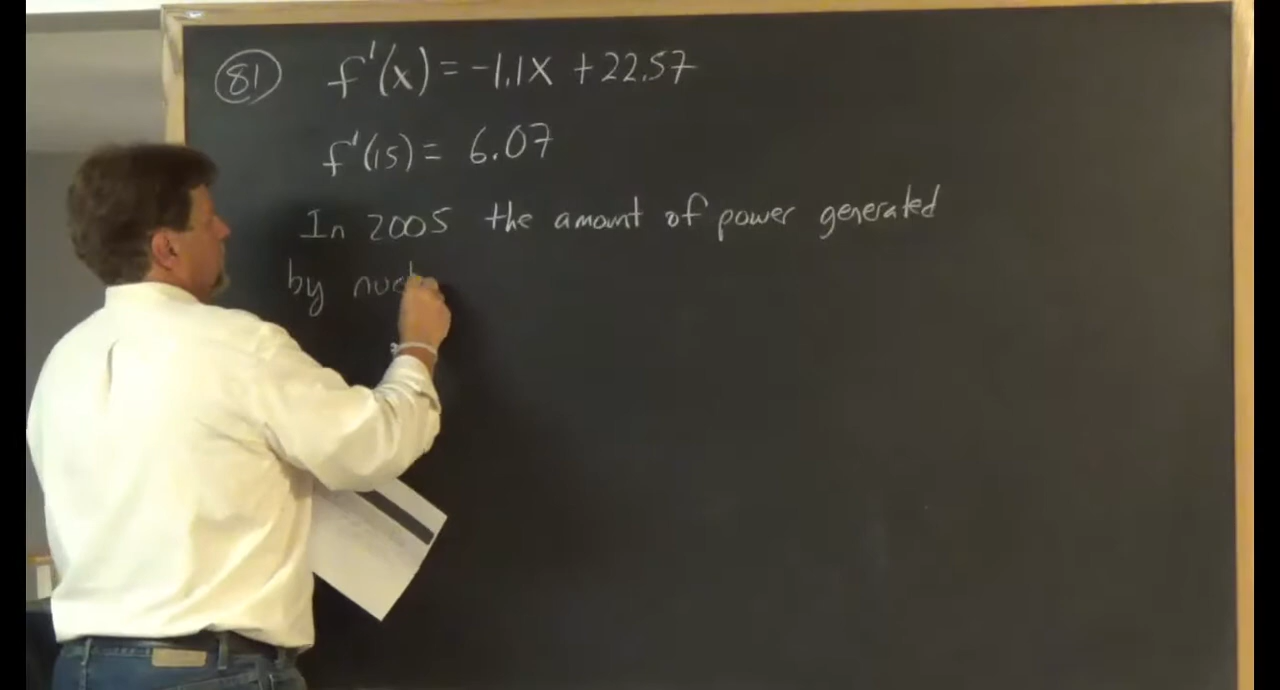 81 f'(x) = -1.1x + 22.57
f'(15) = 6.07
In 2005 the amount of power generated
by